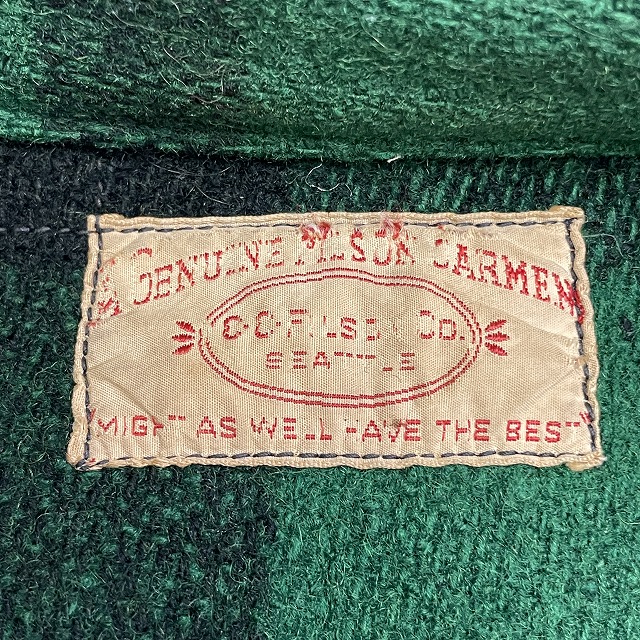 A GENUINE FILSON GARMENT
C·C·FILSON CO.
SEATTLE
"MIGHT AS WELL HAVE THE BEST"